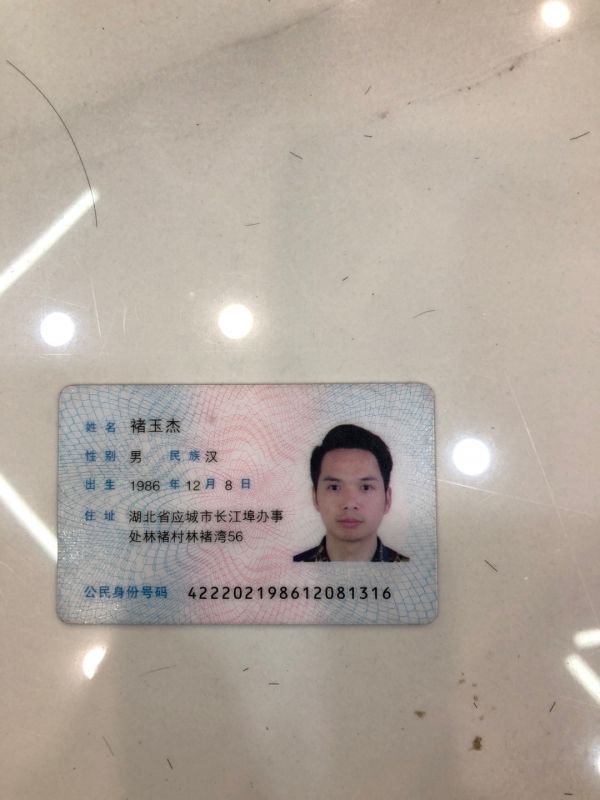 姓名 褚玉杰
性别 男 民族 汉
出生 1986 年 12 月 8 日
住址 湖北省应城市长江埠办事
处林褚村林褚湾56
公民身份号码 422202198612081316